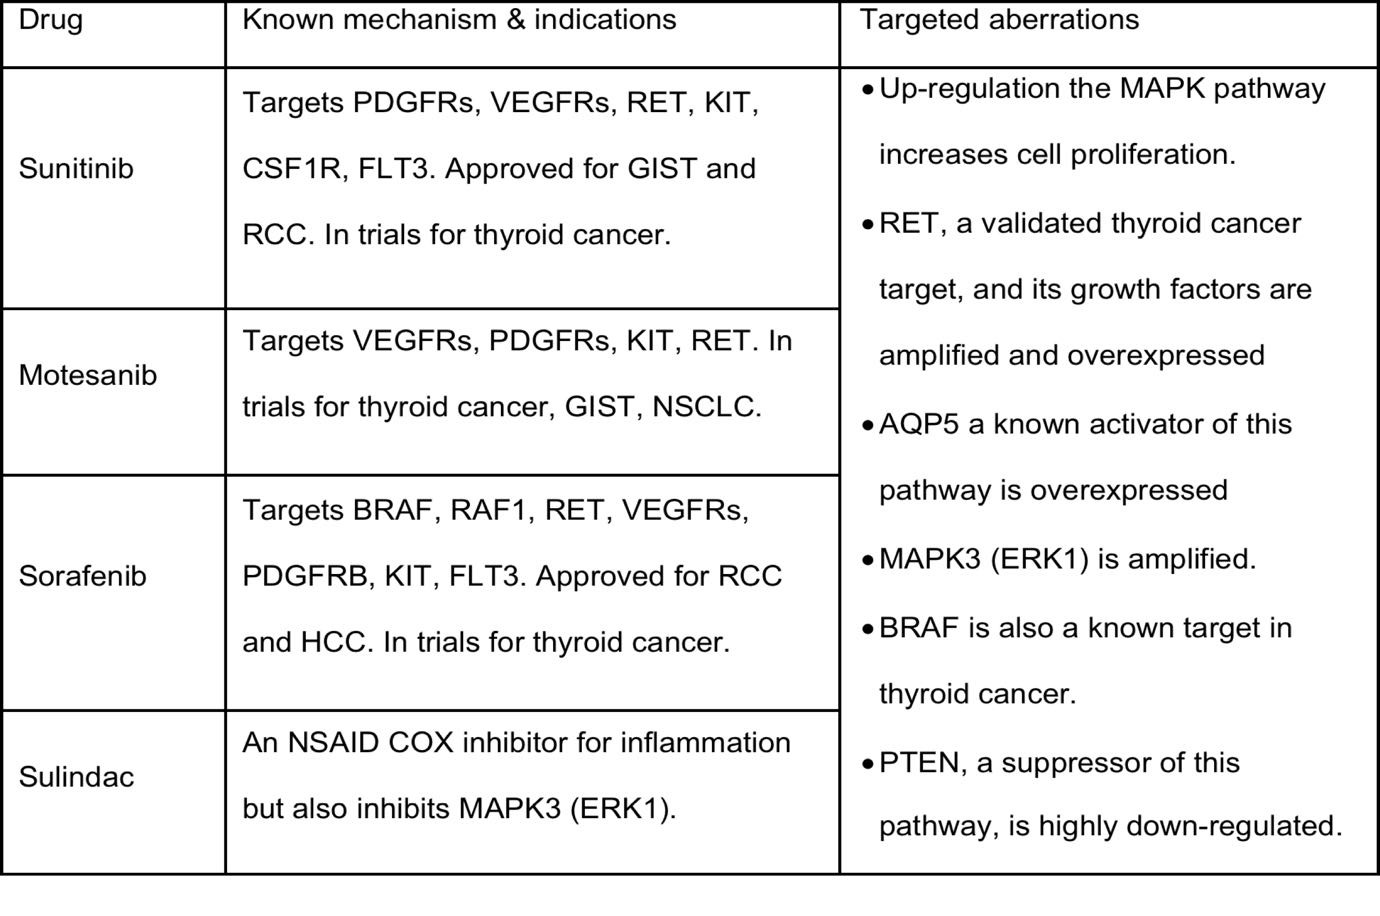 Drug
Known mechanism & indications
Targeted aberrations
Sunitinib
Targets PDGFRs, VEGFRs, RET, KIT,
CSF1R, FLT3. Approved for GIST and
RCC. In trials for thyroid cancer.
Motesanib
Targets VEGFRs, PDGFRs, KIT, RET. In
trials for thyroid cancer, GIST, NSCLC.
Sorafenib
Targets BRAF, RAF1, RET, VEGFRs,
PDGFRB, KIT, FLT3. Approved for RCC
and HCC. In trials for thyroid cancer.
Sulindac
An NSAID COX inhibitor for inflammation
but also inhibits MAPK3 (ERK1).
•Up-regulation the MAPK pathway
increases cell proliferation.
•RET, a validated thyroid cancer
target, and its growth factors are
amplified and overexpressed
•AQP5 a known activator of this
pathway is overexpressed
•MAPK3 (ERK1) is amplified.
•BRAF is also a known target in
thyroid cancer.
•PTEN, a suppressor of this
pathway, is highly down-regulated.